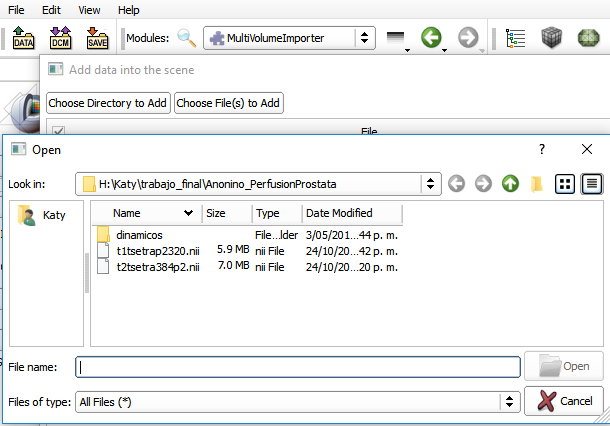 File Edit View Help
DATA DCM SAVE Modules: MultiVolumeImporter
Add data into the scene
Choose Directory to Add Choose File(s) to Add
File
Open ?
Look in: H:\Katy\trabajo_final\Anonino_PerfusionProstata
Katy
Name Size Type Date Modified
dinamicos File...lder 3/05/201...44 p. m.
t1tsetrap2320.nii 5.9 MB nii File 24/10/20...42 p. m.
t2tsetra384p2.nii 7.0 MB nii File 24/10/20...20 p. m.
File name: Open
Files of type: All Files (*) Cancel